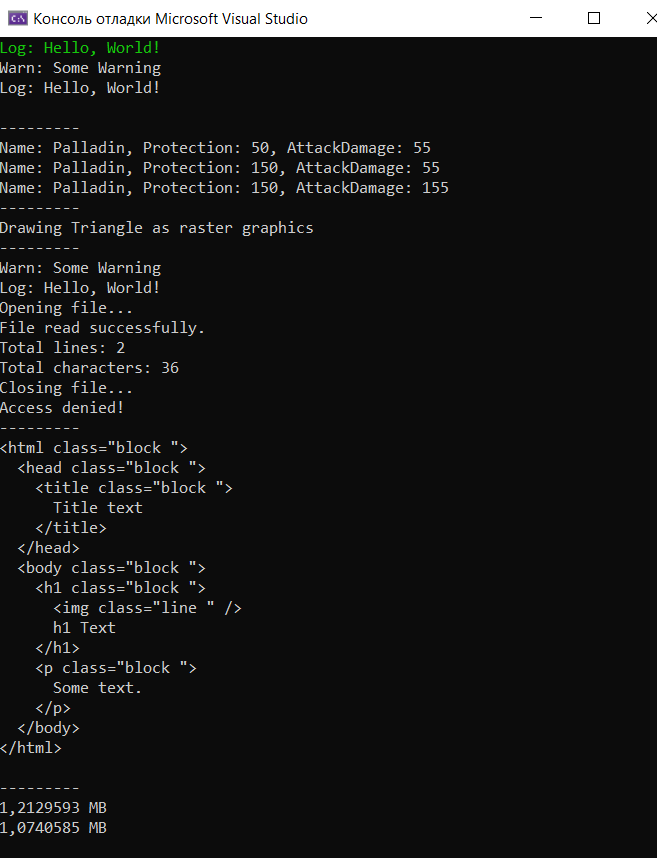 C:\ Консоль отладки Microsoft Visual Studio
Log: Hello, World!
Warn: Some Warning
Log: Hello, World!

---------
Name: Palladin, Protection: 50, AttackDamage: 55
Name: Palladin, Protection: 150, AttackDamage: 55
Name: Palladin, Protection: 150, AttackDamage: 155
---------
Drawing Triangle as raster graphics
---------
Warn: Some Warning
Log: Hello, World!
Opening file...
File read successfully.
Total lines: 2
Total characters: 36
Closing file...
Access denied!
---------
<html class="block ">
  <head class="block ">
    <title class="block ">
      Title text
    </title>
  </head>
  <body class="block ">
    <h1 class="block ">
      <img class="line " />
      h1 Text
    </h1>
    <p class="block ">
      Some text.
    </p>
  </body>
</html>

---------
1,2129593 MB
1,0740585 MB